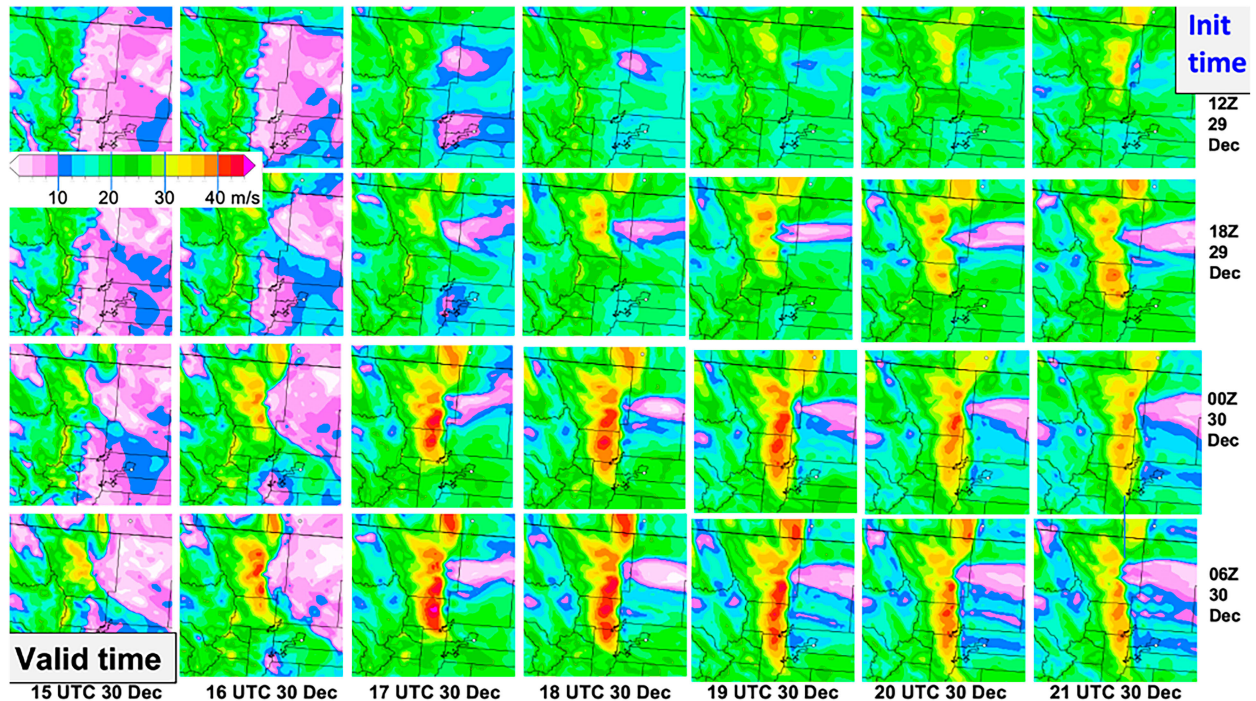 Init
time
12Z
29
Dec
10 20 30 40 m/s
18Z
29
Dec
00Z
30
Dec
06Z
30
Dec
Valid time
15 UTC 30 Dec 16 UTC 30 Dec 17 UTC 30 Dec 18 UTC 30 Dec 19 UTC 30 Dec 20 UTC 30 Dec 21 UTC 30 Dec